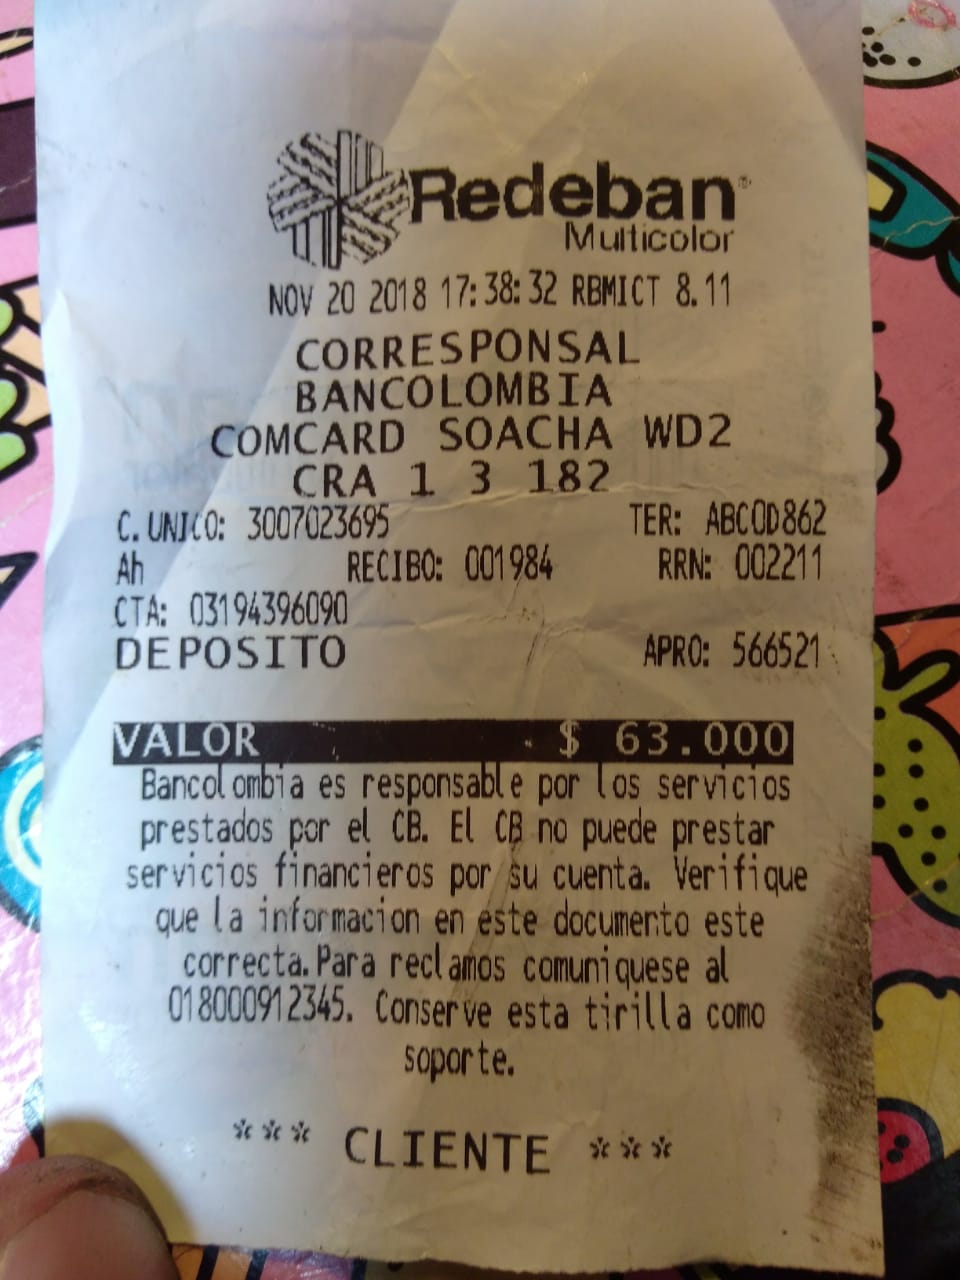 Redeban®
Multicolor
NOV 20 2018 17:38:32 RBMICT 8.11
CORRESPONSAL
BANCOLOMBIA
COMCARD SOACHA WD2
CRA 1 3 182
C. UNICO: 3007023695 TER: ABCOD862
Ah RECIBO: 001984 RRN: 002211
CTA: 03194396090
DEPOSITO APRO: 566521
VALOR $ 63.000
Bancolombia es responsable por los servicios
prestados por el CB. El CB no puede prestar
servicios financieros por su cuenta. Verifique
que la informacion en este documento este
correcta.Para reclamos comuniquese al
018000912345. Conserve esta tirilla como
soporte.
*** CLIENTE ***